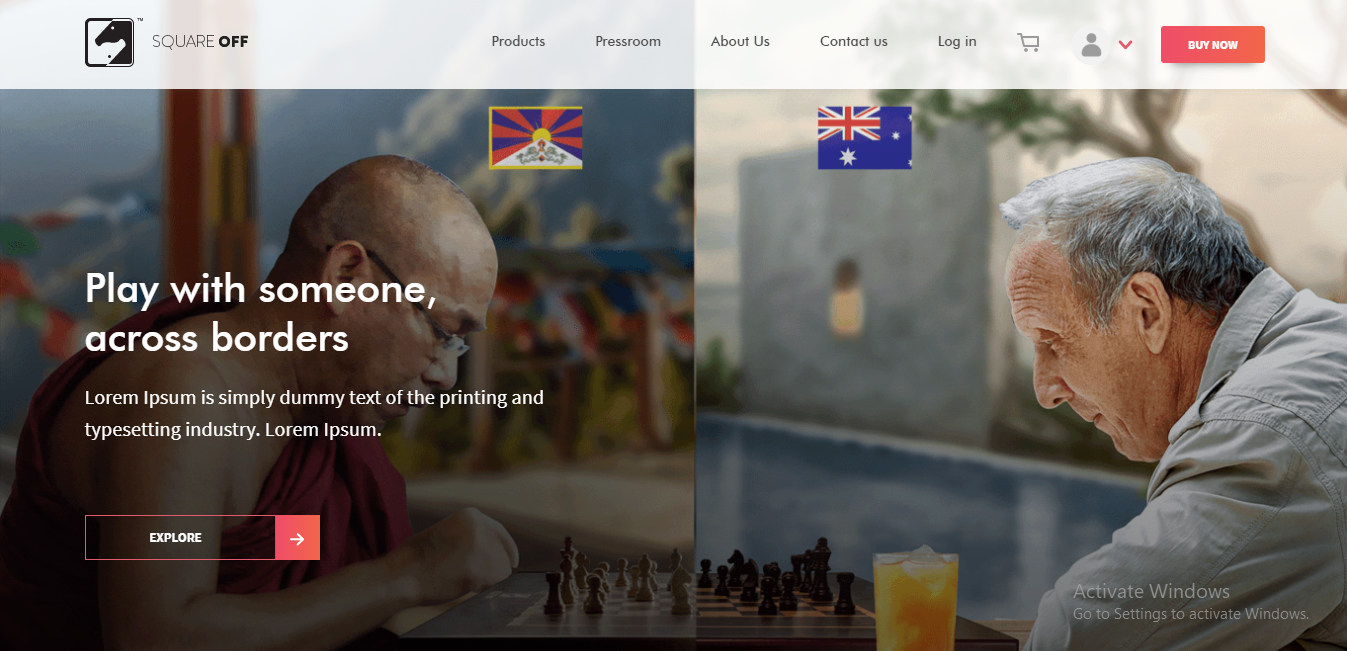 SQUARE OFF
™
Products
Pressroom
About Us
Contact us
Log in
BUY NOW
Play with someone,
across borders
Lorem Ipsum is simply dummy text of the printing and
typesetting industry. Lorem Ipsum.
EXPLORE
Activate Windows
Go to Settings to activate Windows.